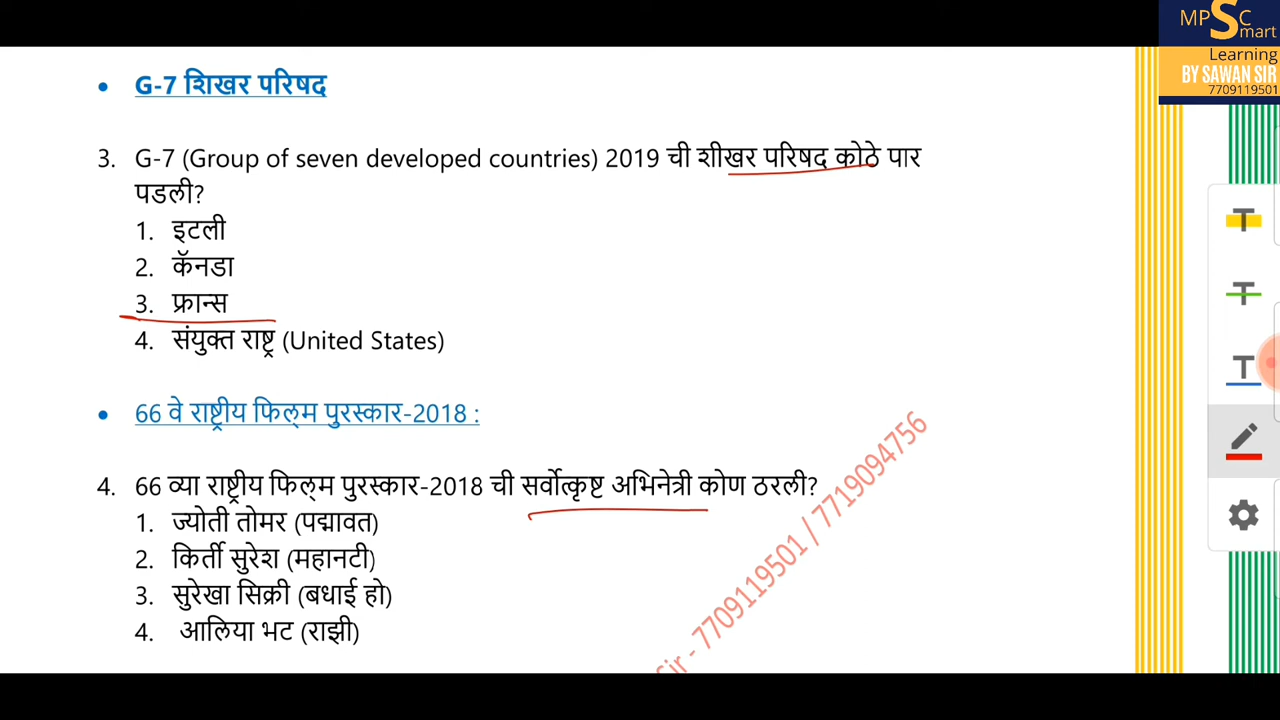 MPSC
Smart
Learning
BY SAWAN SIR
7709119501
• G-7 शिखर परिषद
3. G-7 (Group of seven developed countries) 2019 ची शीखर परिषद कोठे पार
पडली?
1. इटली
2. कॅनडा
3. फ्रान्स
4. संयुक्त राष्ट्र (United States)
• 66 वे राष्ट्रीय फिल्म पुरस्कार-2018 :
4. 66 व्या राष्ट्रीय फिल्म पुरस्कार-2018 ची सर्वोत्कृष्ट अभिनेत्री कोण ठरली?
1. ज्योती तोमर (पद्मावत)
2. किर्ती सुरेश (महानटी)
3. सुरेखा सिक्री (बधाई हो)
4. आलिया भट (राझी)
Sir - 7709119501 / 7719094756